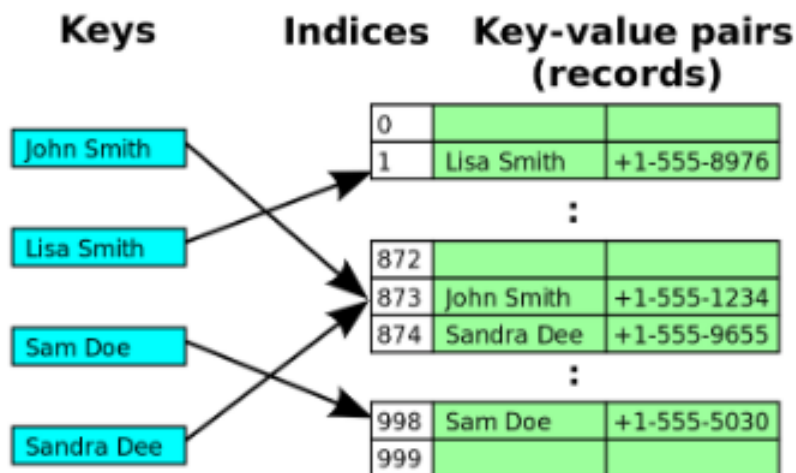 Keys
Indices
Key-value pairs
(records)
John Smith
Lisa Smith
Sam Doe
Sandra Dee
0
1 Lisa Smith +1-555-8976
:
872
873 John Smith +1-555-1234
874 Sandra Dee +1-555-9655
:
998 Sam Doe +1-555-5030
999